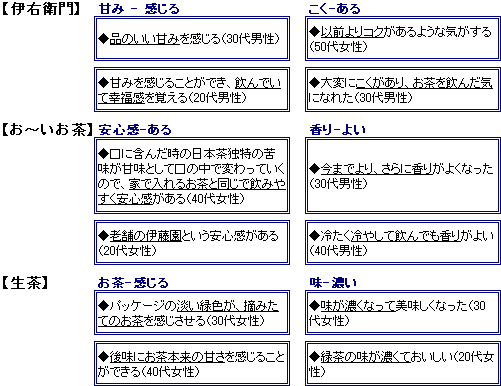 【伊右衛門】
甘み － 感じる
こく－ある
◆品のいい甘みを感じる(30代男性)
◆以前よりコクがあるような気がする
(50代女性)
◆甘みを感じることができ、飲んでい
て幸福感を覚える(20代男性)
◆大変にこくがあり、お茶を飲んだ気
になれた(30代男性)
【お～いお茶】
安心感－ある
香り－よい
◆口に含んだ時の日本茶独特の苦
味が甘味として口の中で変わっていく
ので、家で入れるお茶と同じで飲みや
すく安心感がある(40代女性)
◆今までより、さらに香りがよくなった
(30代男性)
◆老舗の伊藤園という安心感がある
(20代女性)
◆冷たく冷やして飲んでも香りがよい
(40代男性)
【生茶】
お茶－感じる
味－濃い
◆パッケージの淡い緑色が、摘みた
てのお茶を感じさせる(30代女性)
◆味が濃くなって美味しくなった(30
代女性)
◆後味にお茶本来の甘さを感じること
ができる(40代女性)
◆緑茶の味が濃くておいしい(20代女
性)